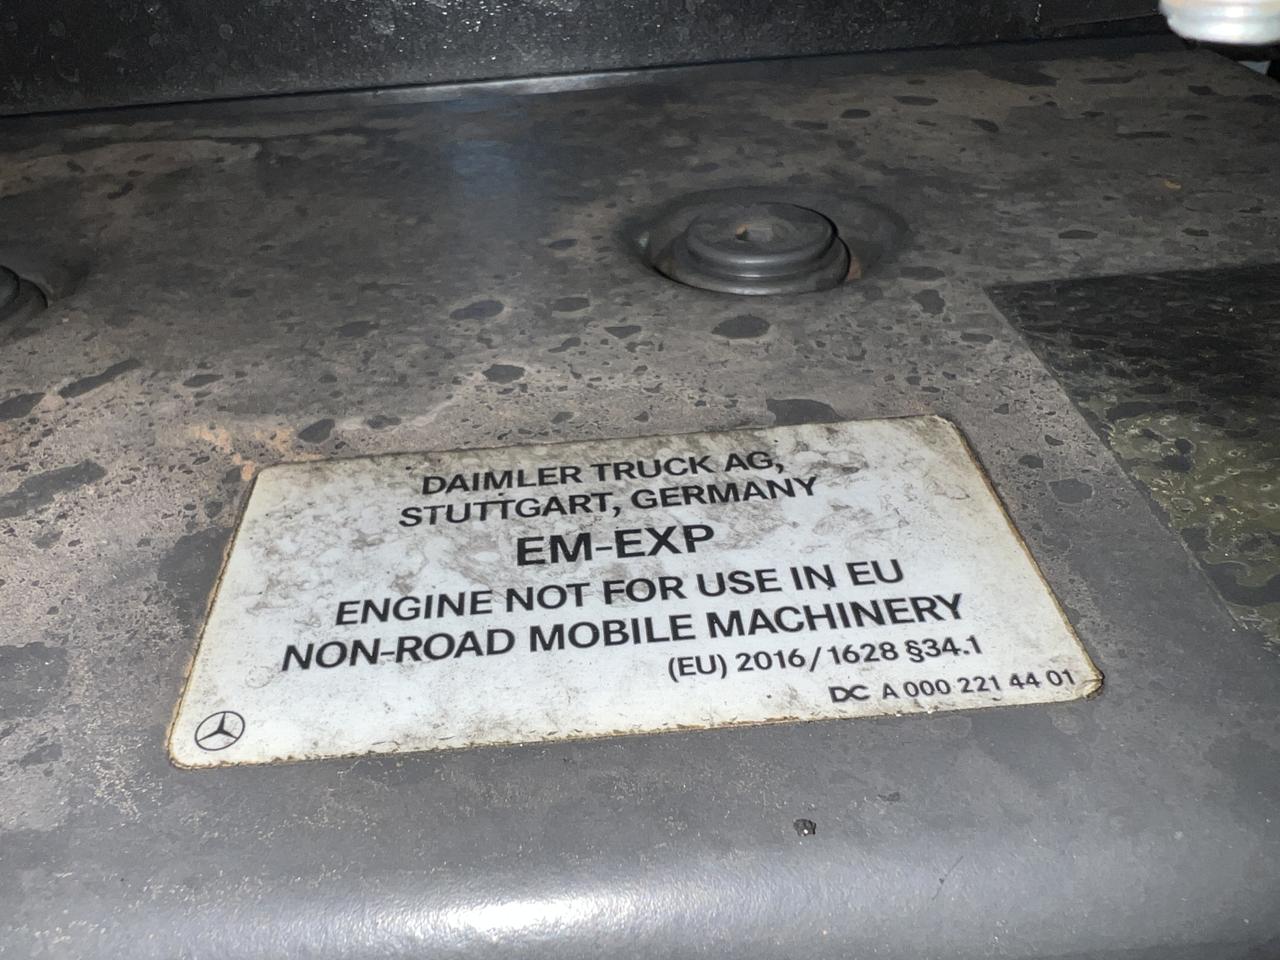 DAIMLER TRUCK AG,
STUTTGART, GERMANY
EM-EXP
ENGINE NOT FOR USE IN EU
NON-ROAD MOBILE MACHINERY
(EU) 2016/1628 §34.1
DC A 000 221 44 01